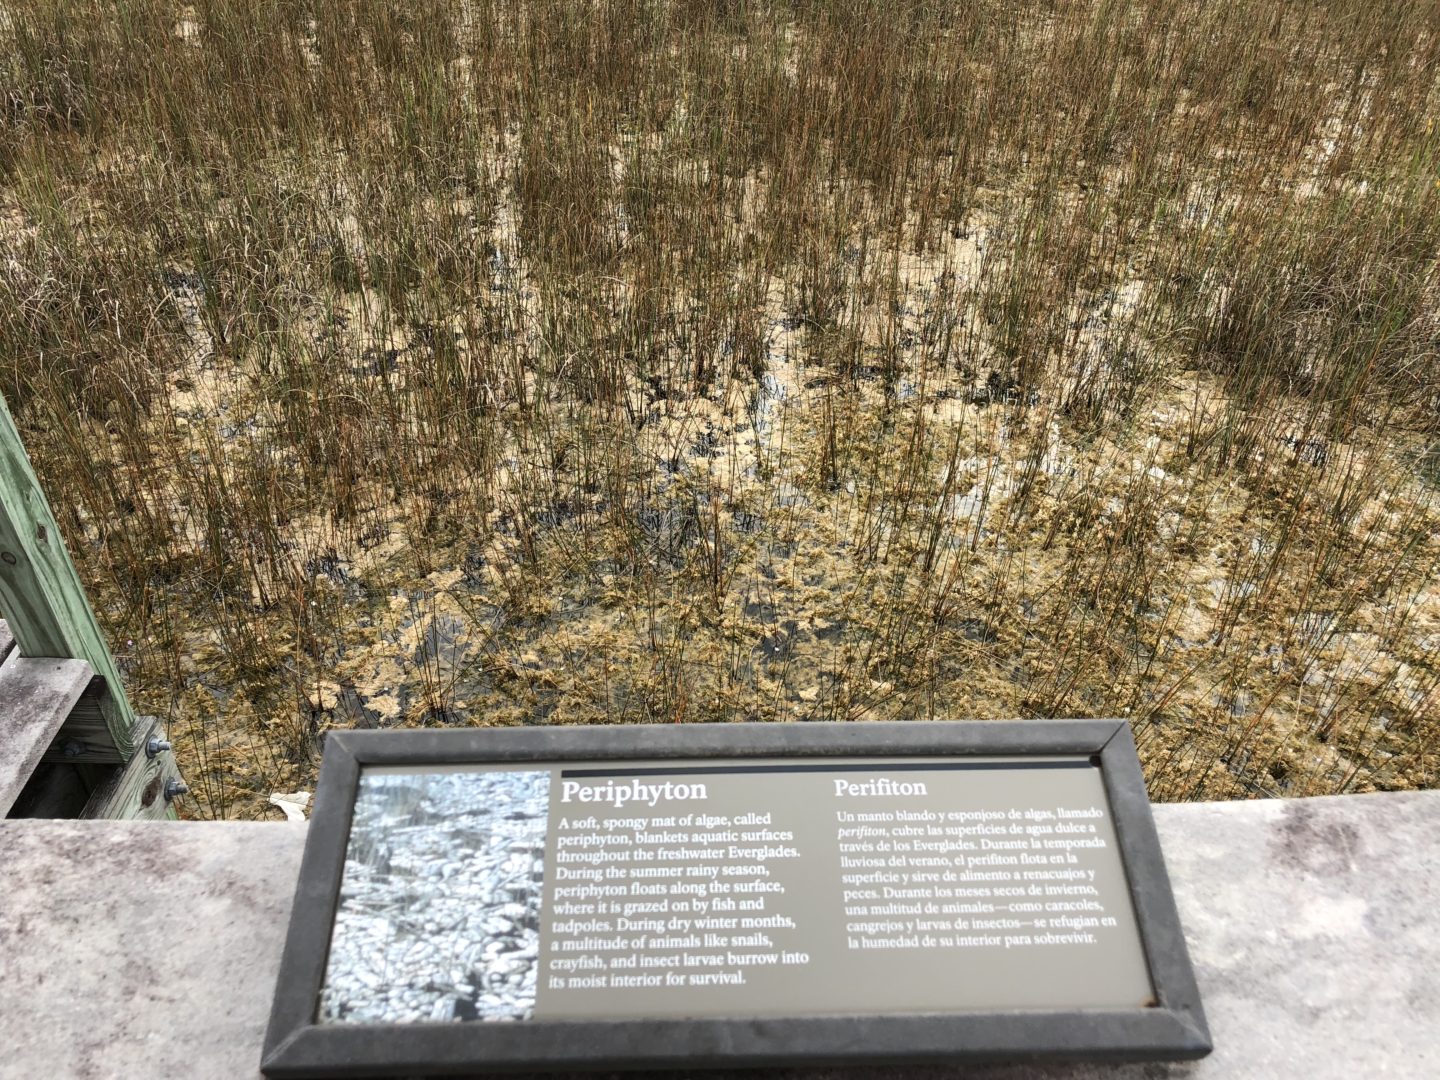 Periphyton
A soft, spongy mat of algae, called
periphyton, blankets aquatic surfaces
throughout the freshwater Everglades.
During the summer rainy season,
periphyton floats along the surface,
where it is grazed on by fish and
tadpoles. During dry winter months,
a multitude of animals like snails,
crayfish, and insect larvae burrow into
its moist interior for survival.
Perifiton
Un manto blando y esponjoso de algas, llamado
perifiton, cubre las superficies de agua dulce a
través de los Everglades. Durante la temporada
lluviosa del verano, el perifiton flota en la
superficie y sirve de alimento a renacuajos y
peces. Durante los meses secos de invierno,
una multitud de animales—como caracoles,
cangrejos y larvas de insectos—se refugian en
la humedad de su interior para sobrevivir.